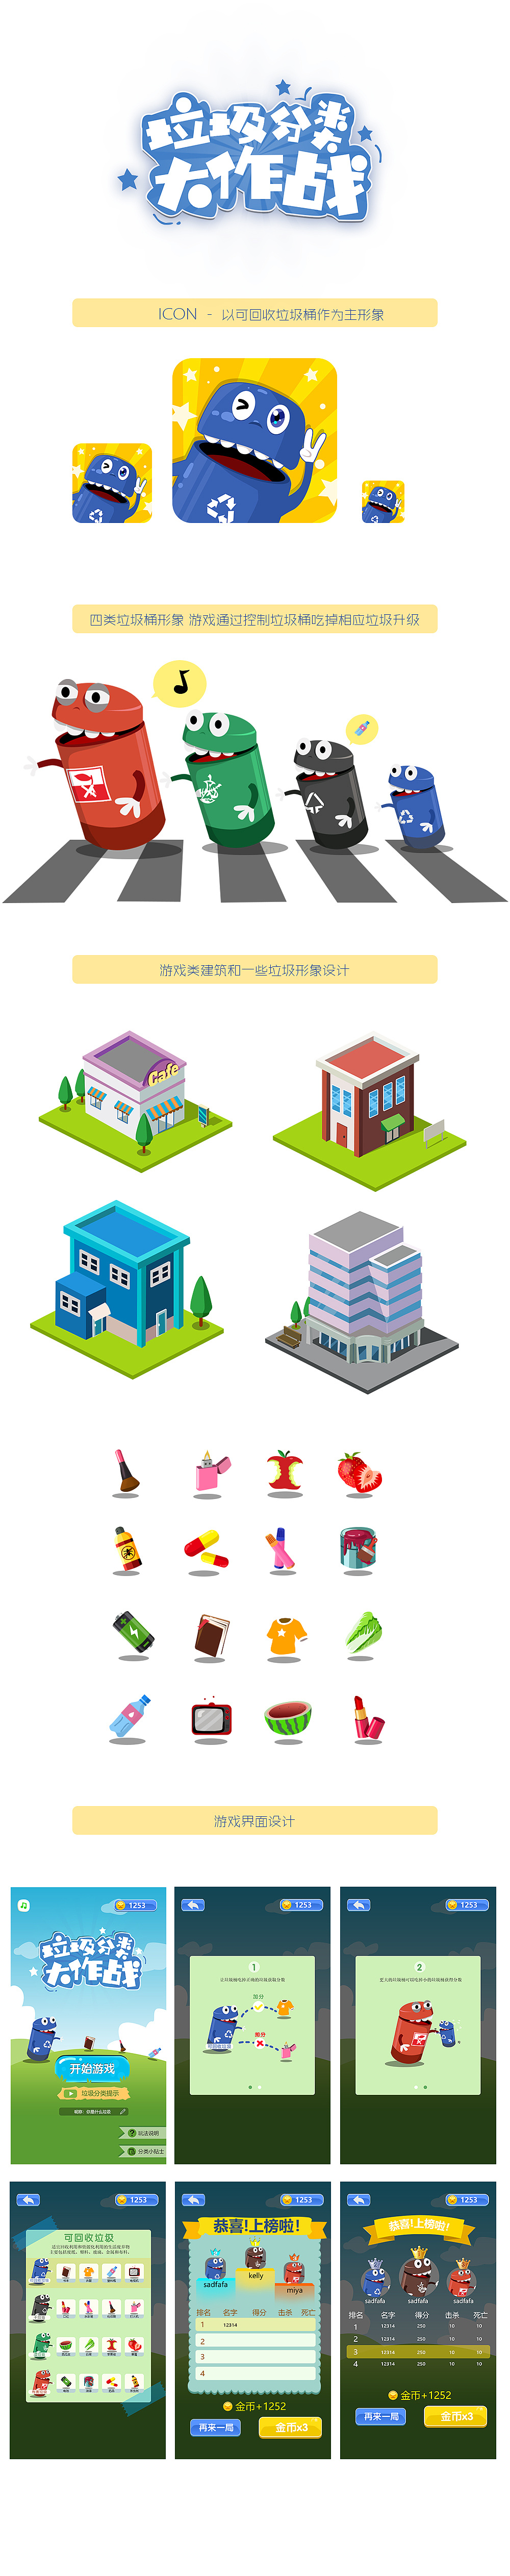 垃圾分类
大作战
ICON - 以可回收垃圾桶作为主形象
四类垃圾桶形象 游戏通过控制垃圾桶吃掉相应垃圾升级
游戏类建筑和一些垃圾形象设计
Cafe
游戏界面设计
1253
垃圾分类
大作战
开始游戏
垃圾分类提示
玩法说明
分类小贴士
1253
1
加分
可回收垃圾
1253
2
1253
可回收垃圾
1253
恭喜!上榜啦!
sadfafa
kelly
miya
排名 名字 得分 击杀 死亡
1 12314
2
3
4
金币+1252
再来一局
金币x3
1253
恭喜!上榜啦!
sadfafa sadfafa sadfafa
排名 名字 得分 击杀 死亡
1 12314 250 10 10
2 12314 250 10 10
3 12314 250 10 10
4 12314 250 10 10
金币+1252
再来一局
金币x3